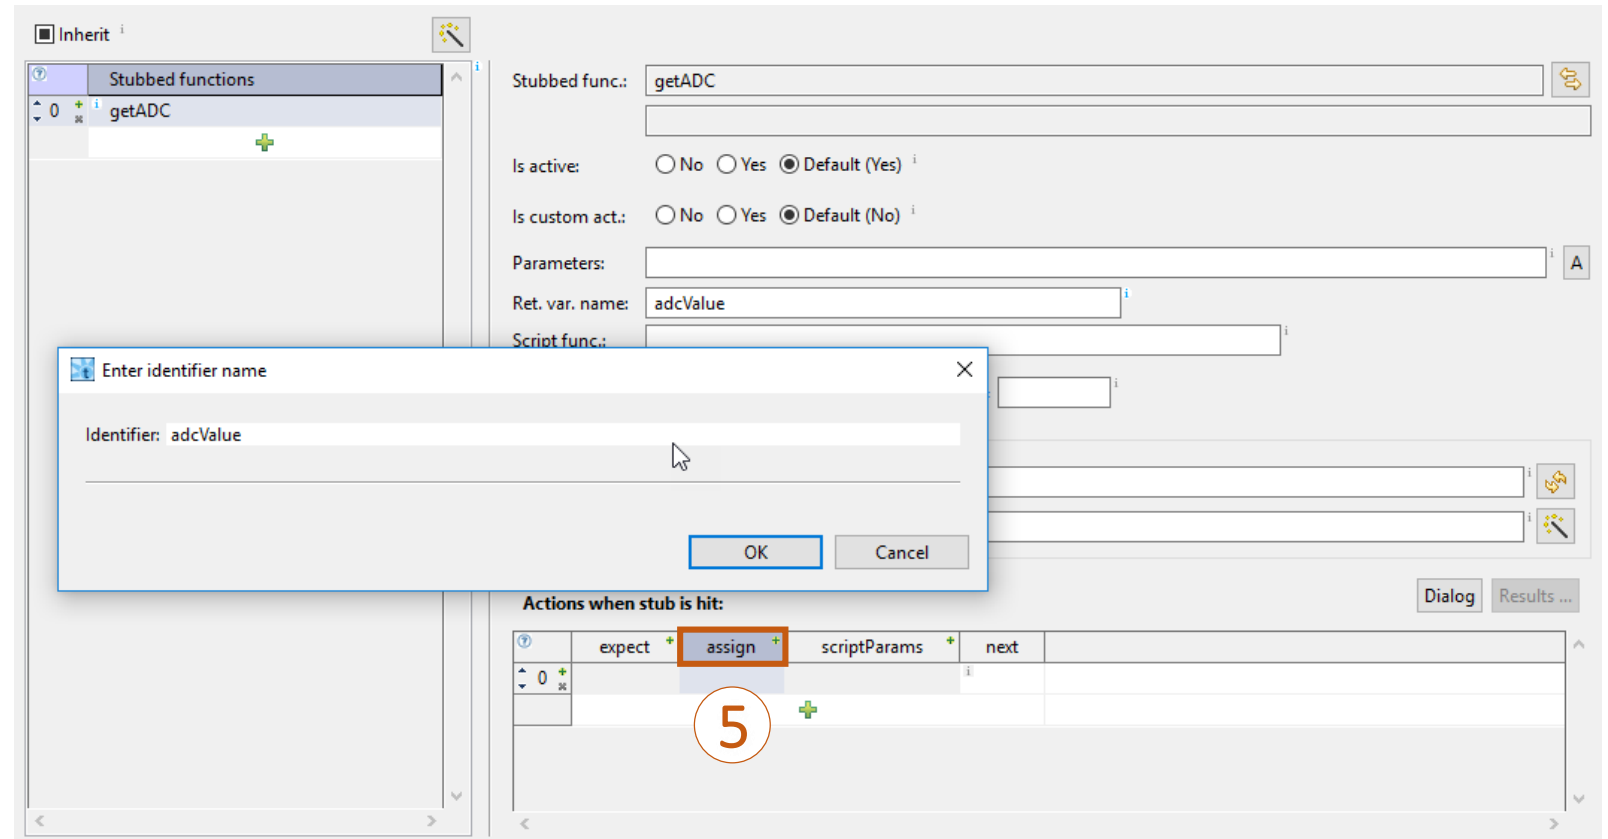 Inherit
Stubbed functions
0 getADC
Stubbed func.: getADC
Is active: No Yes Default (Yes)
Is custom act.: No Yes Default (No)
Parameters: A
Ret. var. name: adcValue
Script func.:
Enter identifier name
Identifier: adcValue
OK Cancel
Dialog Results ...
Actions when stub is hit:
expect assign scriptParams next
0
5